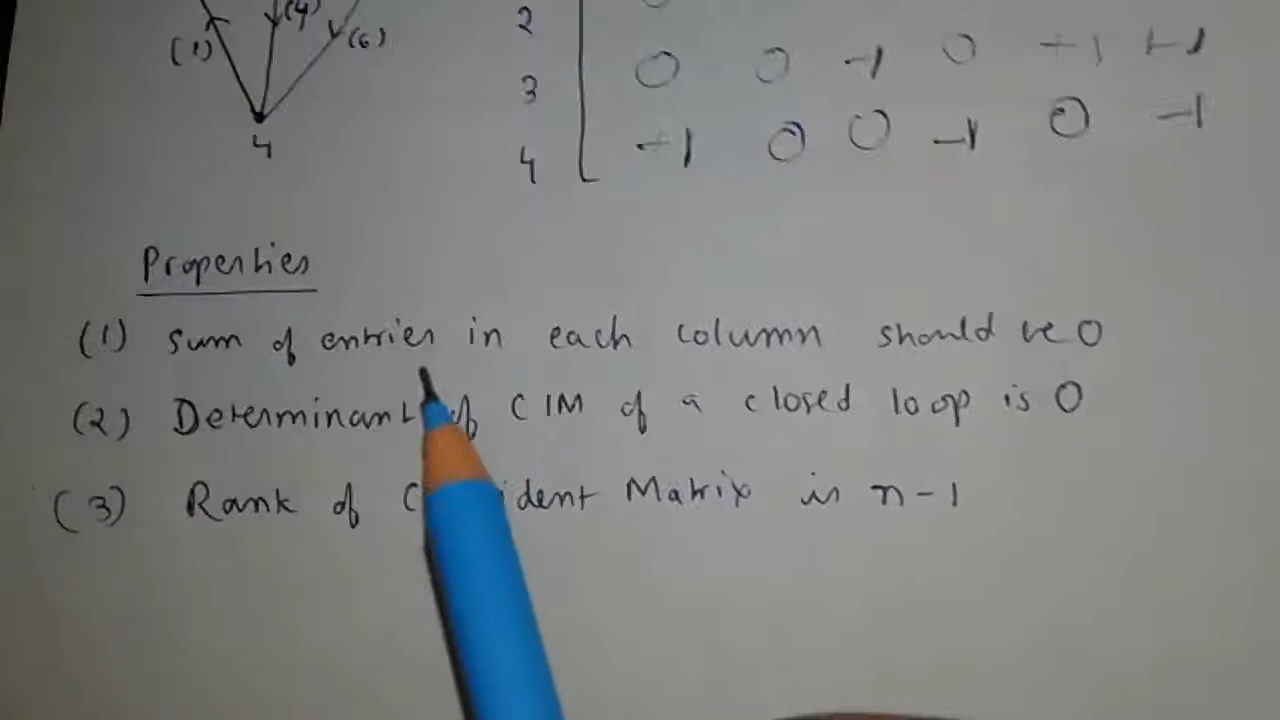 (4)
(1) (6)
4
2
3 0 0 -1 0 +1 +1
4 -1 0 0 -1 0 -1
Properties
(1) Sum of entries in each column should be 0
(2) Determinant of CIM of a closed loop is 0
(3) Rank of C ident Matrix is n-1